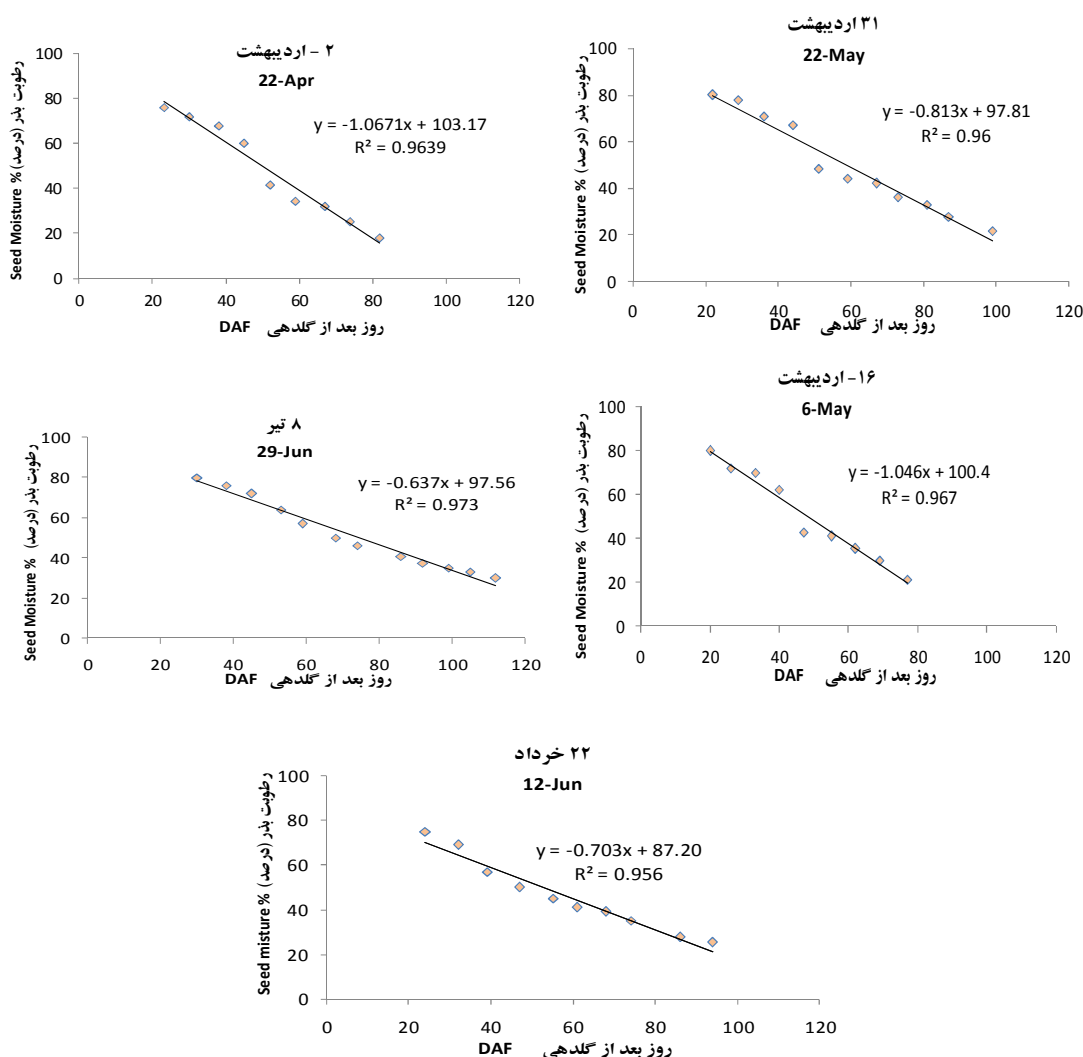 ۲ - اردیبهشت
22-Apr
رطوبت بذر (درصد) Seed Moisture %
100
80
60
40
20
0
y = -1.0671x + 103.17
R² = 0.9639
0 20 40 60 80 100 120
DAF روز بعد از گلدهی
۳۱ اردیبهشت
22-May
رطوبت بذر (درصد) Seed Moisture %
100
80
60
40
20
0
y = -0.813x + 97.81
R² = 0.96
0 20 40 60 80 100 120
DAF روز بعد از گلدهی
۸ تیر
29-Jun
رطوبت بذر (درصد) Seed Moisture %
100
80
60
40
20
0
y = -0.637x + 97.56
R² = 0.973
0 20 40 60 80 100 120
DAF روز بعد از گلدهی
۱۶- اردیبهشت
6-May
رطوبت بذر (درصد) Seed Moisture %
100
80
60
40
20
0
y = -1.046x + 100.4
R² = 0.967
0 20 40 60 80 100 120
DAF روز بعد از گلدهی
۲۲ خرداد
12-Jun
رطوبت بذر (درصد) Seed misture %
100
80
60
40
20
0
y = -0.703x + 87.20
R² = 0.956
0 20 40 60 80 100 120
DAF روز بعد از گلدهی